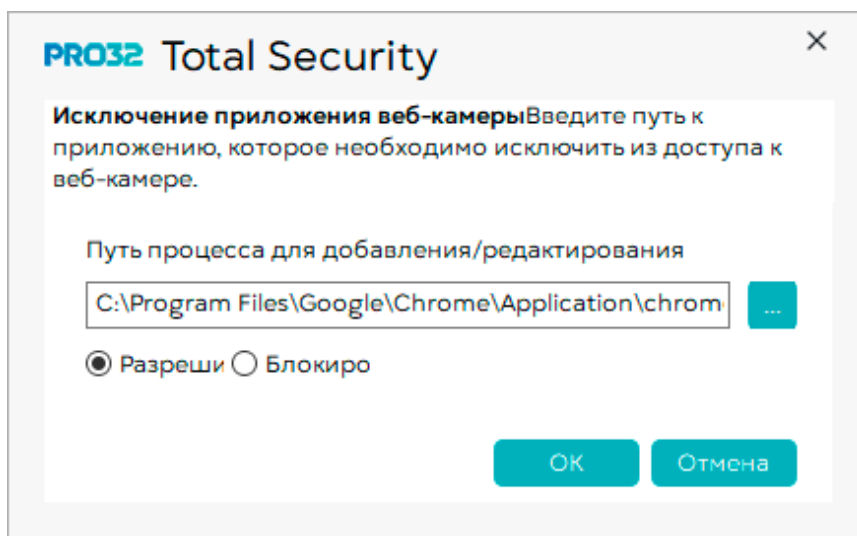 PRO32 Total Security
Исключение приложения веб-камерыВведите путь к
приложению, которое необходимо исключить из доступа к
веб-камере.
Путь процесса для добавления/редактирования
C:\Program Files\Google\Chrome\Application\chrom
...
Разреши Блокиро
ОК Отмена